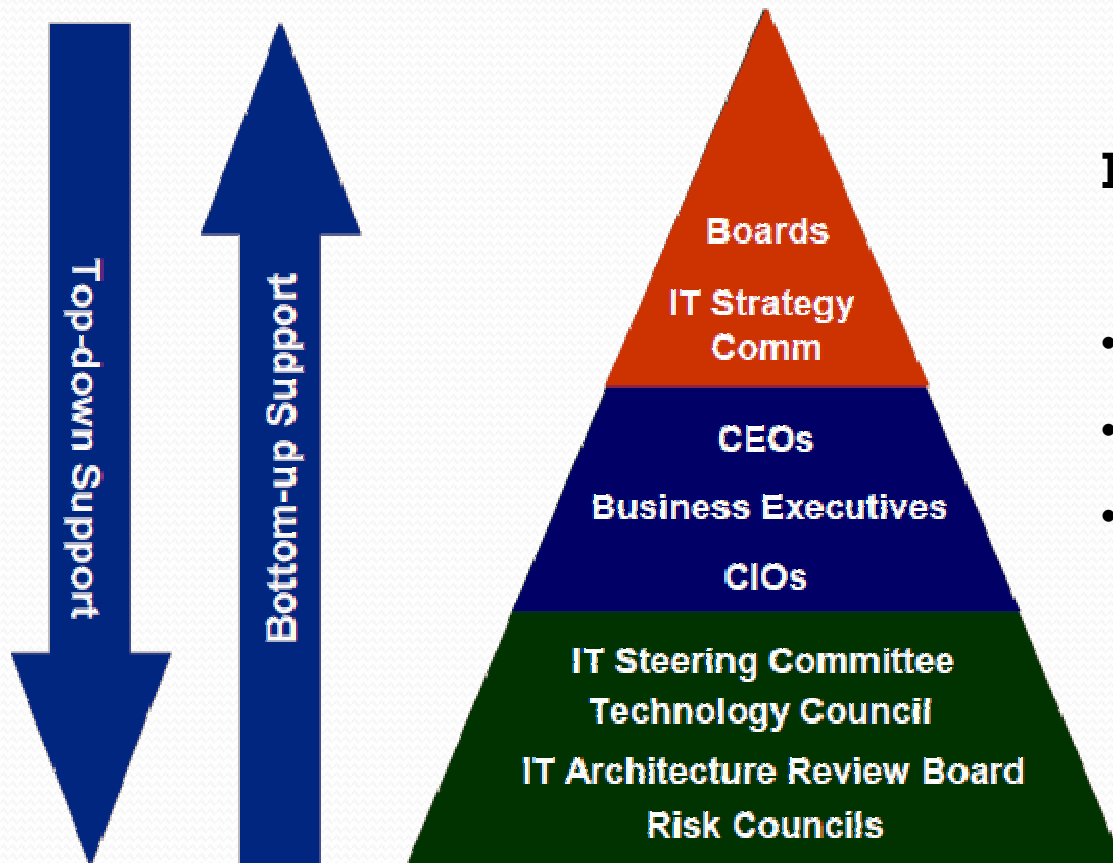 Top-down Support
Bottom-up Support
Boards
IT Strategy
Comm
CEOs
Business Executives
CIOs
IT Steering Committee
Technology Council
IT Architecture Review Board
Risk Councils